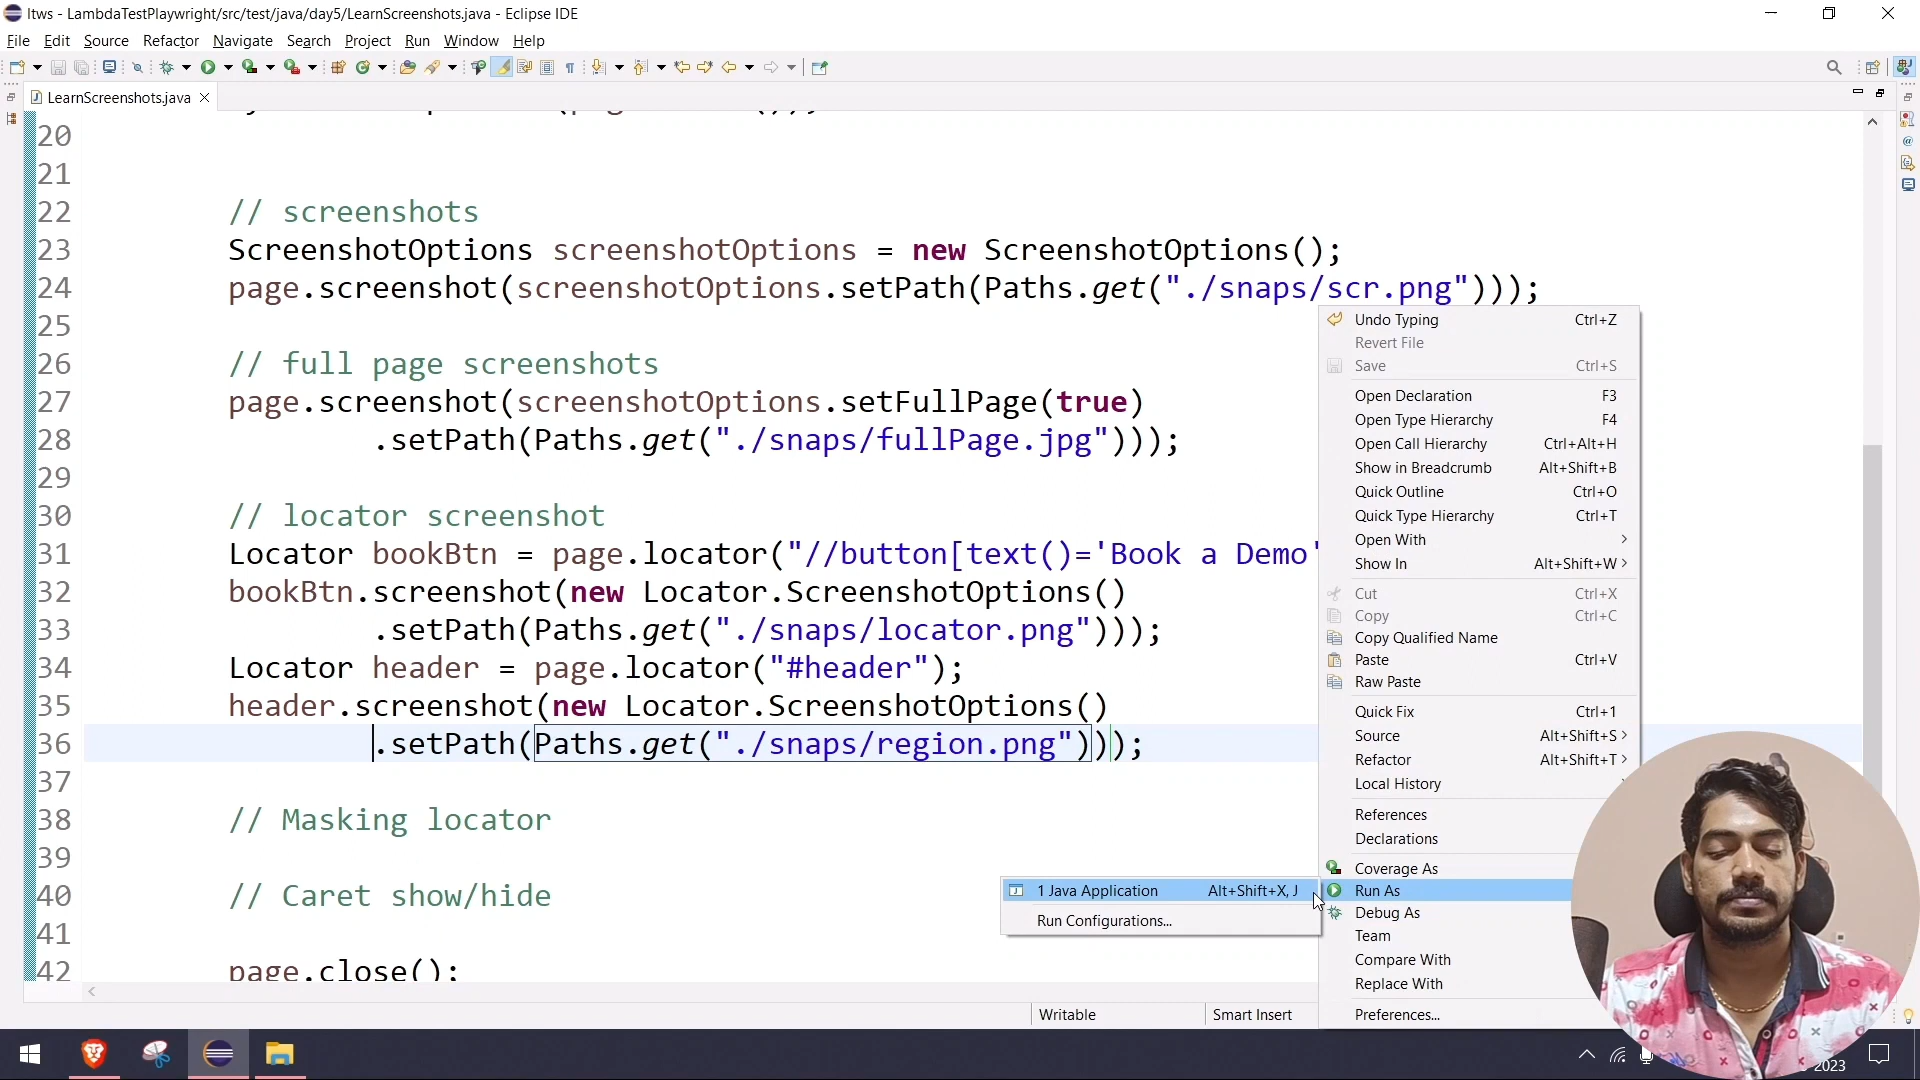 ltws - LambdaTestPlaywright/src/test/java/day5/LearnScreenshots.java - Eclipse IDE
File Edit Source Refactor Navigate Search Project Run Window Help
LearnScreenshots.java
20
21
22 // screenshots
23 ScreenshotOptions screenshotOptions = new ScreenshotOptions();
24 page.screenshot(screenshotOptions.setPath(Paths.get("./snaps/scr.png")));
25
26 // full page screenshots
27 page.screenshot(screenshotOptions.setFullPage(true)
28 .setPath(Paths.get("./snaps/fullPage.jpg")));
29
30 // locator screenshot
31 Locator bookBtn = page.locator("//button[text()='Book a Demo'
32 bookBtn.screenshot(new Locator.ScreenshotOptions()
33 .setPath(Paths.get("./snaps/locator.png")));
34 Locator header = page.locator("#header");
35 header.screenshot(new Locator.ScreenshotOptions()
36 .setPath(Paths.get("./snaps/region.png")));
37
38 // Masking locator
39
40 // Caret show/hide
41
42 page.close();
Undo Typing Ctrl+Z
Revert File
Save Ctrl+S
Open Declaration F3
Open Type Hierarchy F4
Open Call Hierarchy Ctrl+Alt+H
Show in Breadcrumb Alt+Shift+B
Quick Outline Ctrl+O
Quick Type Hierarchy Ctrl+T
Open With
Show In Alt+Shift+W
Cut Ctrl+X
Copy Ctrl+C
Copy Qualified Name
Paste Ctrl+V
Raw Paste
Quick Fix Ctrl+1
Source Alt+Shift+S
Refactor Alt+Shift+T
Local History
References
Declarations
Coverage As
Run As
Debug As
Team
Compare With
Replace With
Preferences...
1 Java Application Alt+Shift+X, J
Run Configurations...
Writable Smart Insert
2023